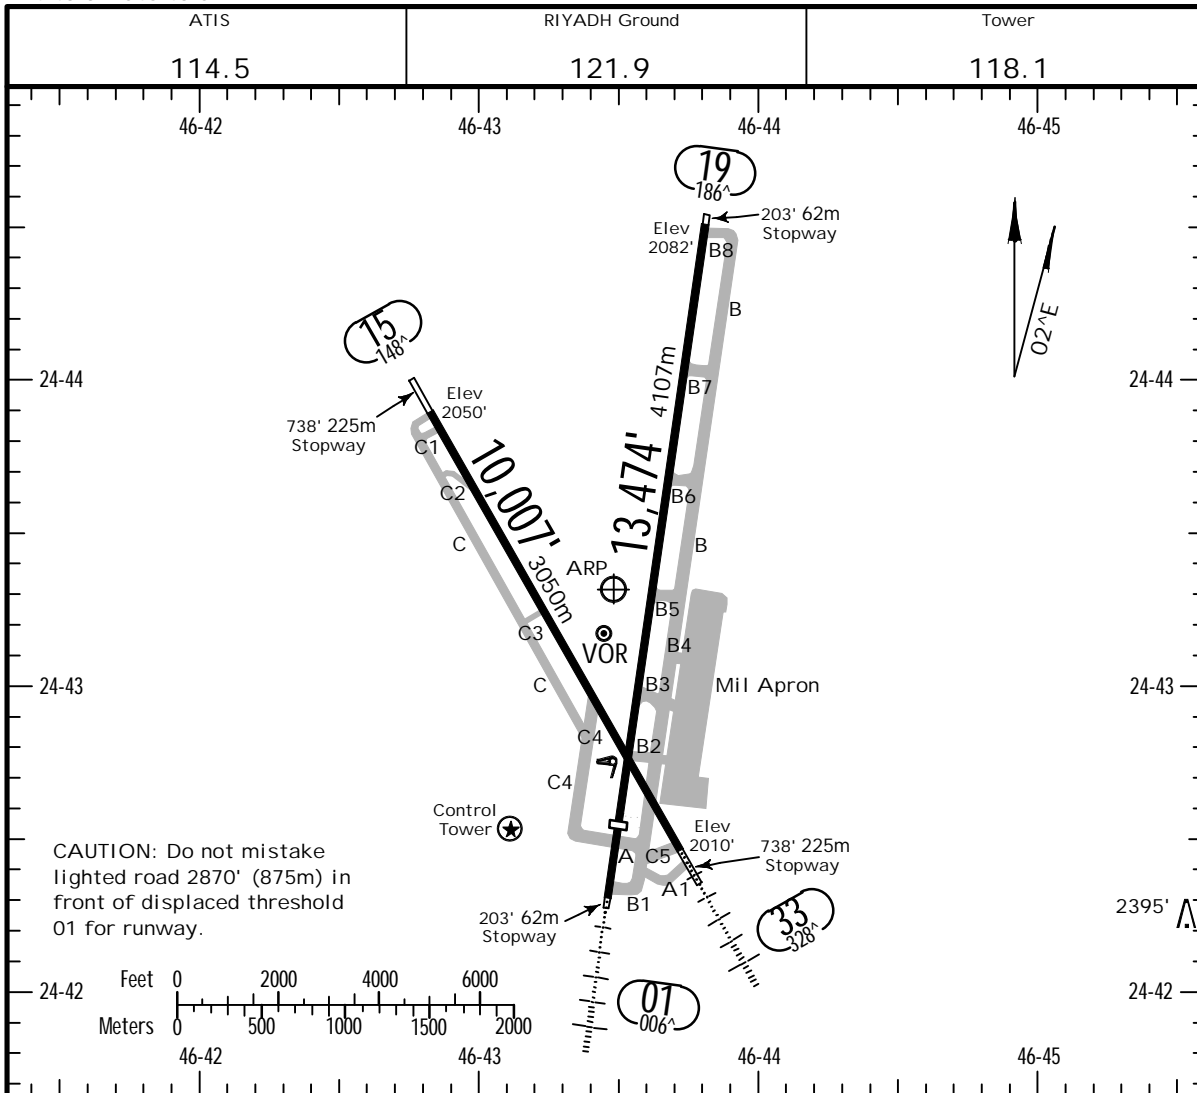 ATIS
RIYADH Ground
Tower
114.5
121.9
118.1
46-42
46-43
46-44
46-45
19
186^
203' 62m
Stopway
Elev
2082'
B8
B
02^E
15
148^
24-44
24-44
Elev
2050'
738' 225m
Stopway
4107m
B7
C1
10,007'
13,474'
C2
B6
C
B
3050m
ARP
B5
C3
VOR
B4
24-43
C
B3
Mil Apron
24-43
C4
B2
C4
Control
Tower
Elev
2010'
738' 225m
Stopway
A
C5
A1
B1
CAUTION: Do not mistake
lighted road 2870' (875m) in
front of displaced threshold
01 for runway.
203' 62m
Stopway
33
328^
2395'
24-42
Feet 0 2000 4000 6000
Meters 0 500 1000 1500 2000
01
006^
24-42
46-42
46-43
46-44
46-45